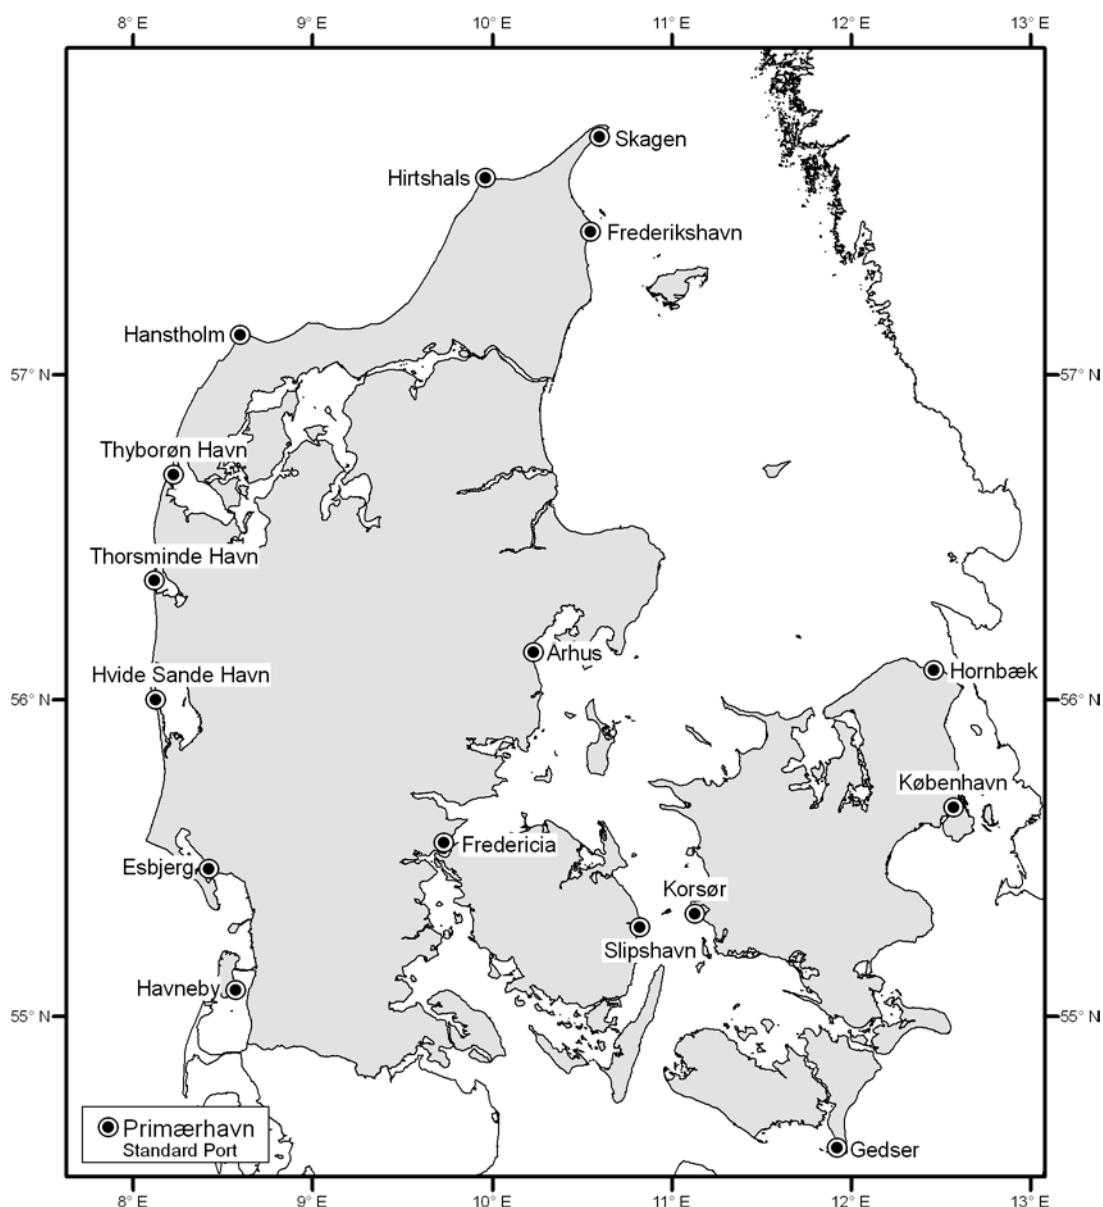 8° E
9° E
10° E
11° E
12° E
13° E
Skagen
Hirtshals
Frederikshavn
Hanstholm
57° N
57° N
Thyborøn Havn
Thorsminde Havn
Århus
Hornbæk
Hvide Sande Havn
56° N
56° N
København
Fredericia
Esbjerg
Korsør
Slipshavn
Havneby
55° N
55° N
Primærhavn
Standard Port
Gedser
8° E
9° E
10° E
11° E
12° E
13° E